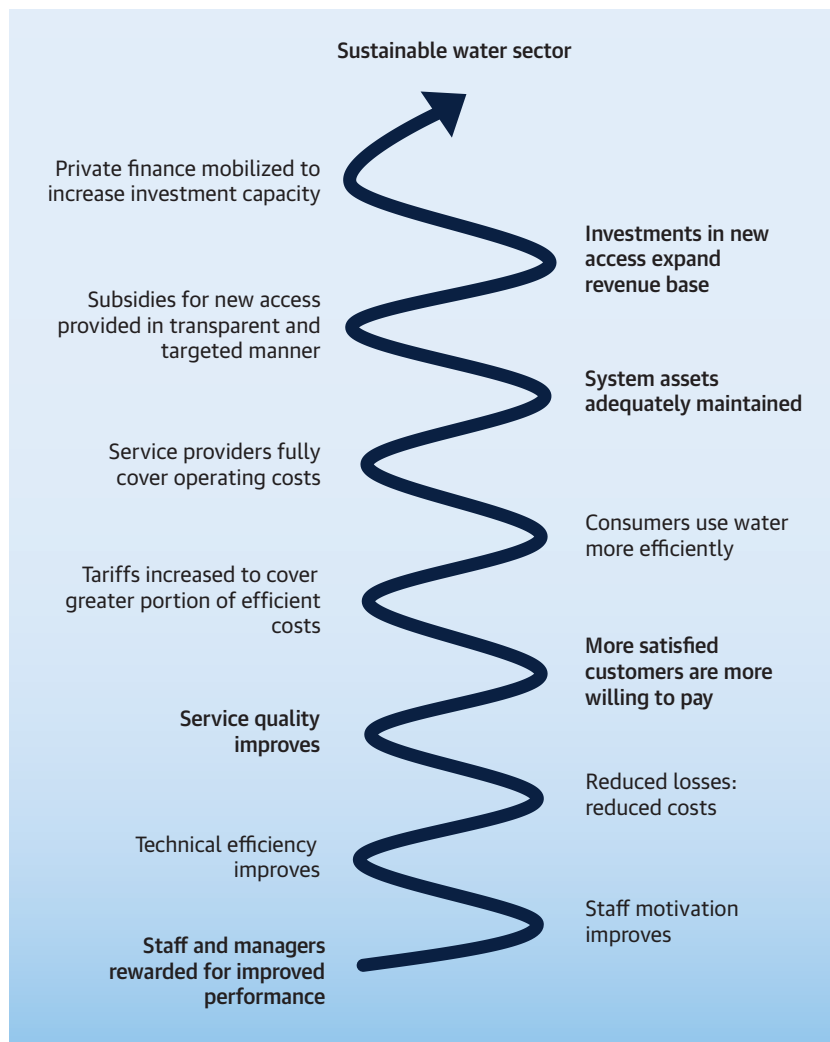 Sustainable water sector
Private finance mobilized to
increase investment capacity
Investments in new
access expand
revenue base
Subsidies for new access
provided in transparent and
targeted manner
System assets
adequately maintained
Service providers fully
cover operating costs
Consumers use water
more efficiently
Tariffs increased to cover
greater portion of efficient
costs
More satisfied
customers are more
willing to pay
Service quality
improves
Reduced losses:
reduced costs
Technical efficiency
improves
Staff motivation
improves
Staff and managers
rewarded for improved
performance